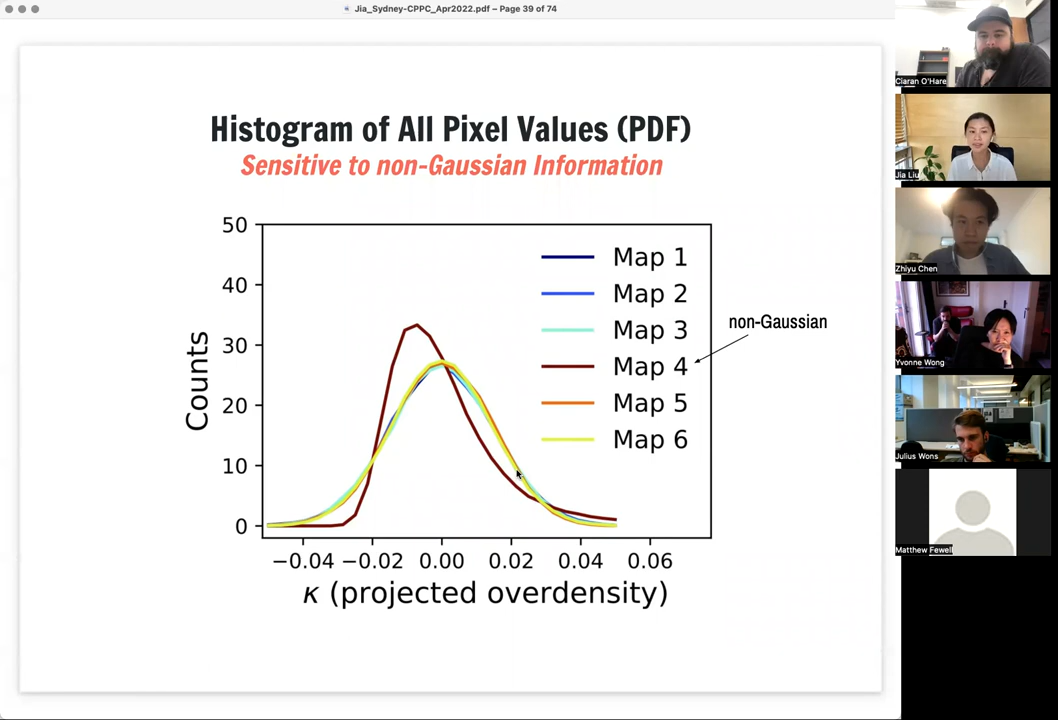 Jia_Sydney-CPPC_Apr2022.pdf – Page 39 of 74
Histogram of All Pixel Values (PDF)
Sensitive to non-Gaussian Information
50
40
30
20
10
0
Counts
Map 1
Map 2
Map 3
Map 4
Map 5
Map 6
non-Gaussian
−0.04 −0.02 0.00 0.02 0.04 0.06
κ (projected overdensity)
Ciaran O'Hare
Jia Liu
Zhiyu Chen
Yvonne Wong
Julius Wons
Matthew Fewell